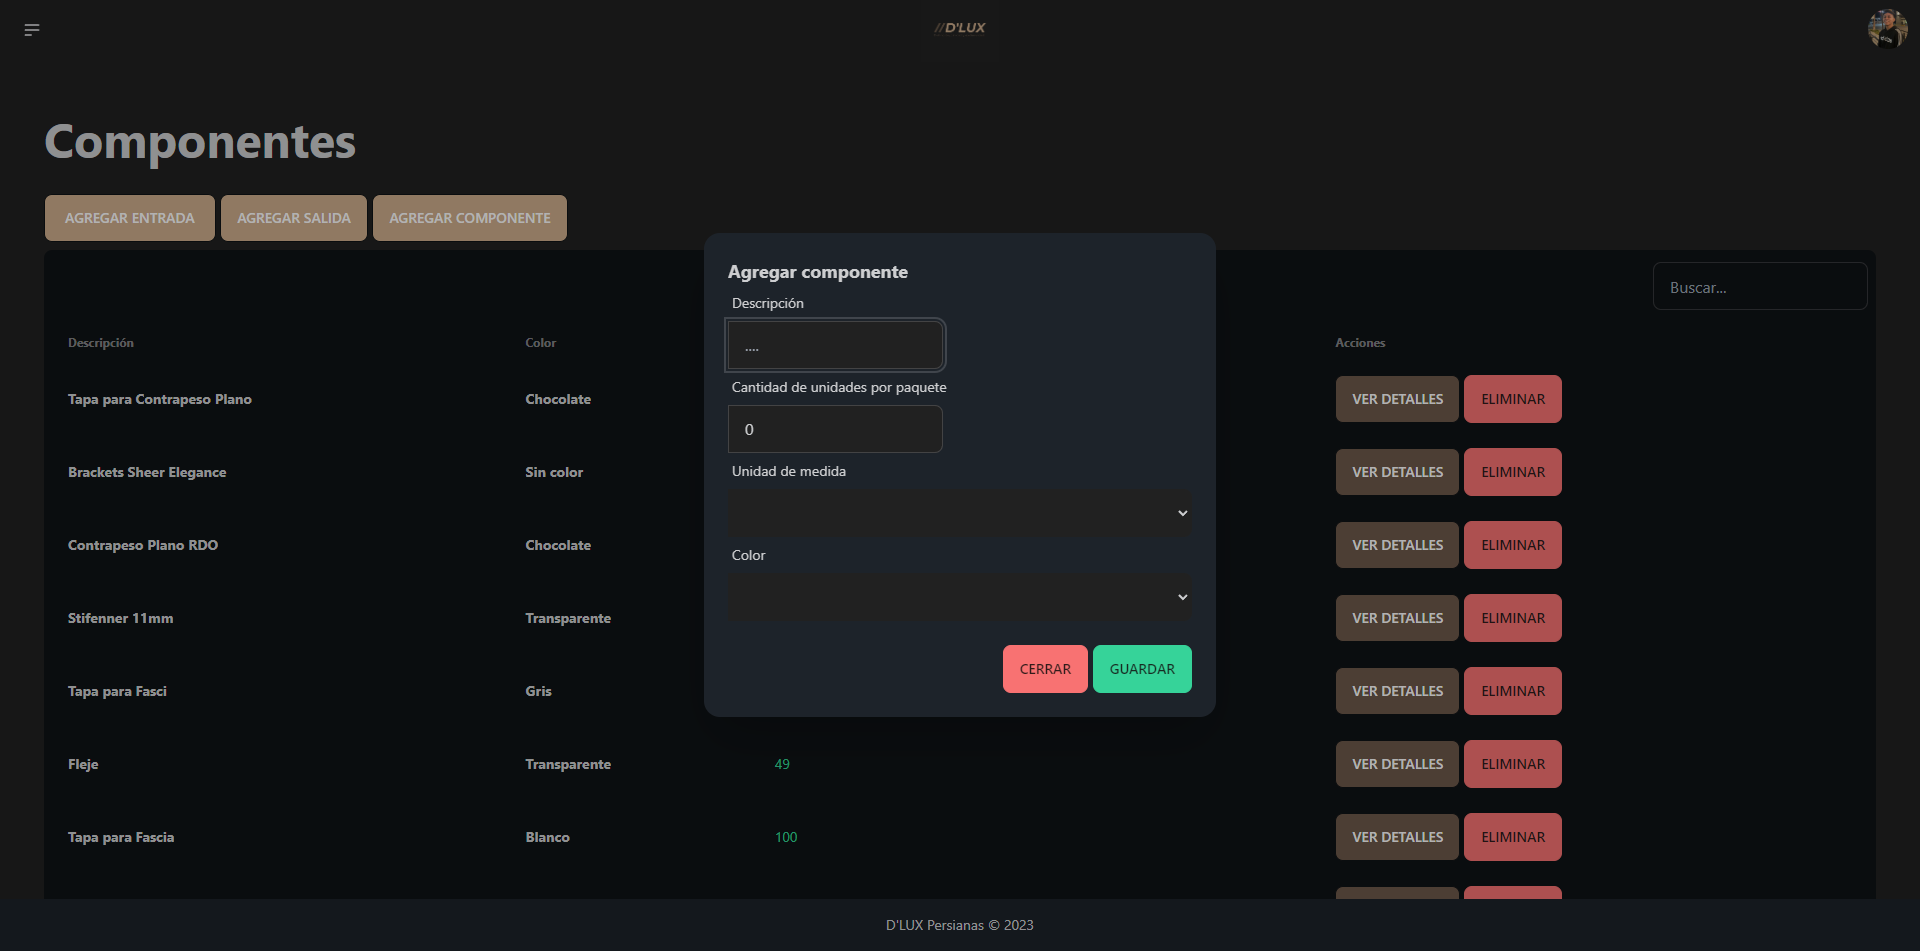 //D'LUX
Componentes
AGREGAR ENTRADA AGREGAR SALIDA AGREGAR COMPONENTE
Buscar...
Descripción Color Acciones
Tapa para Contrapeso Plano Chocolate VER DETALLES ELIMINAR
Brackets Sheer Elegance Sin color VER DETALLES ELIMINAR
Contrapeso Plano RDO Chocolate VER DETALLES ELIMINAR
Stifenner 11mm Transparente VER DETALLES ELIMINAR
Tapa para Fasci Gris VER DETALLES ELIMINAR
Fleje Transparente 49 VER DETALLES ELIMINAR
Tapa para Fascia Blanco 100 VER DETALLES ELIMINAR
Agregar componente
Descripción
....
Cantidad de unidades por paquete
0
Unidad de medida
Color
CERRAR GUARDAR
D'LUX Persianas © 2023